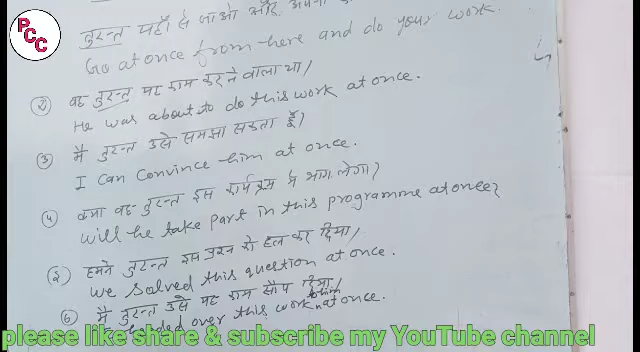 PCC
तुरन्त यहाँ से जाओ और अपना
Go at once from here and do your work.
② वह तुरन्त यह काम करने वाला था।
He was about to do this work at once.
③ मैं तुरन्त उसे समझा सकता हूँ।
I can convince him at once.
④ क्या वह तुरन्त इस कार्यक्रम में भाग लेगा?
Will he take part in this programme at once?
हमने तुरन्त इस प्रश्न को हल कर दिया।
We solved this question at once.
⑥ मैं तुरन्त उसे यह काम सौंप दिया।
handed over this work to him at once.
please like share & subscribe my YouTube channel